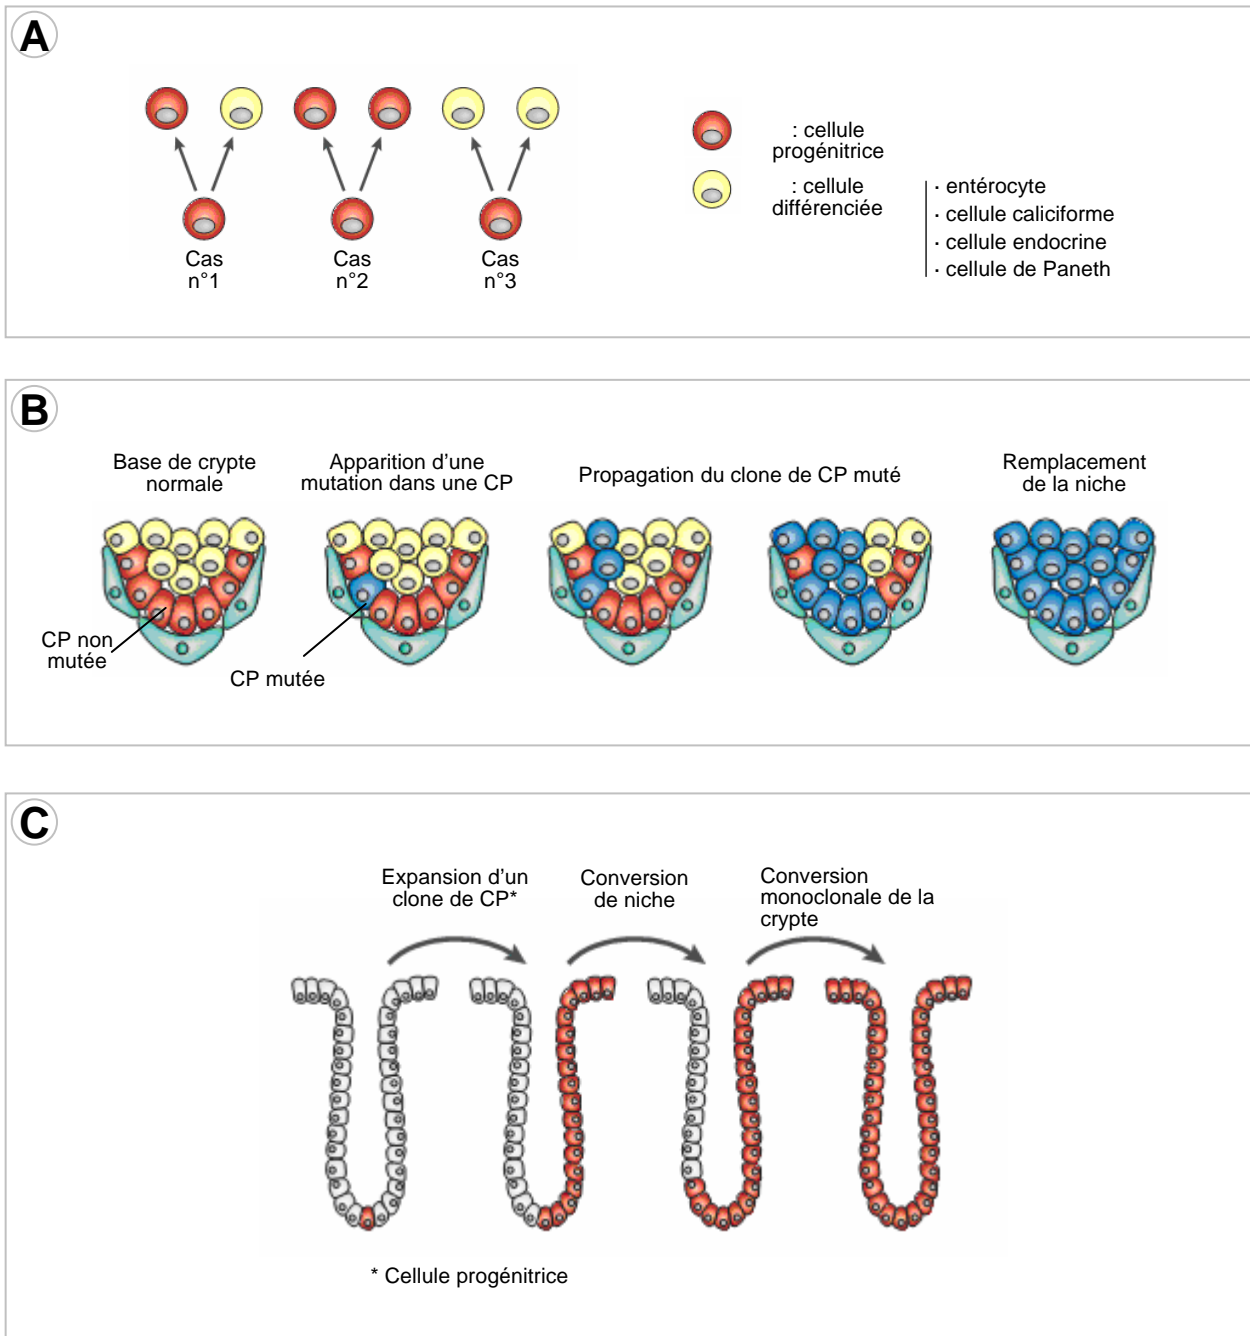 A
: cellule
progénitrice
: cellule
différenciée
· entérocyte
· cellule caliciforme
· cellule endocrine
· cellule de Paneth
Cas
n°1
Cas
n°2
Cas
n°3
B
Base de crypte
normale
Apparition d’une
mutation dans une CP
Propagation du clone de CP muté
Remplacement
de la niche
CP non
mutée
CP mutée
C
Expansion d’un
clone de CP*
Conversion
de niche
Conversion
monoclonale de la
crypte
* Cellule progénitrice